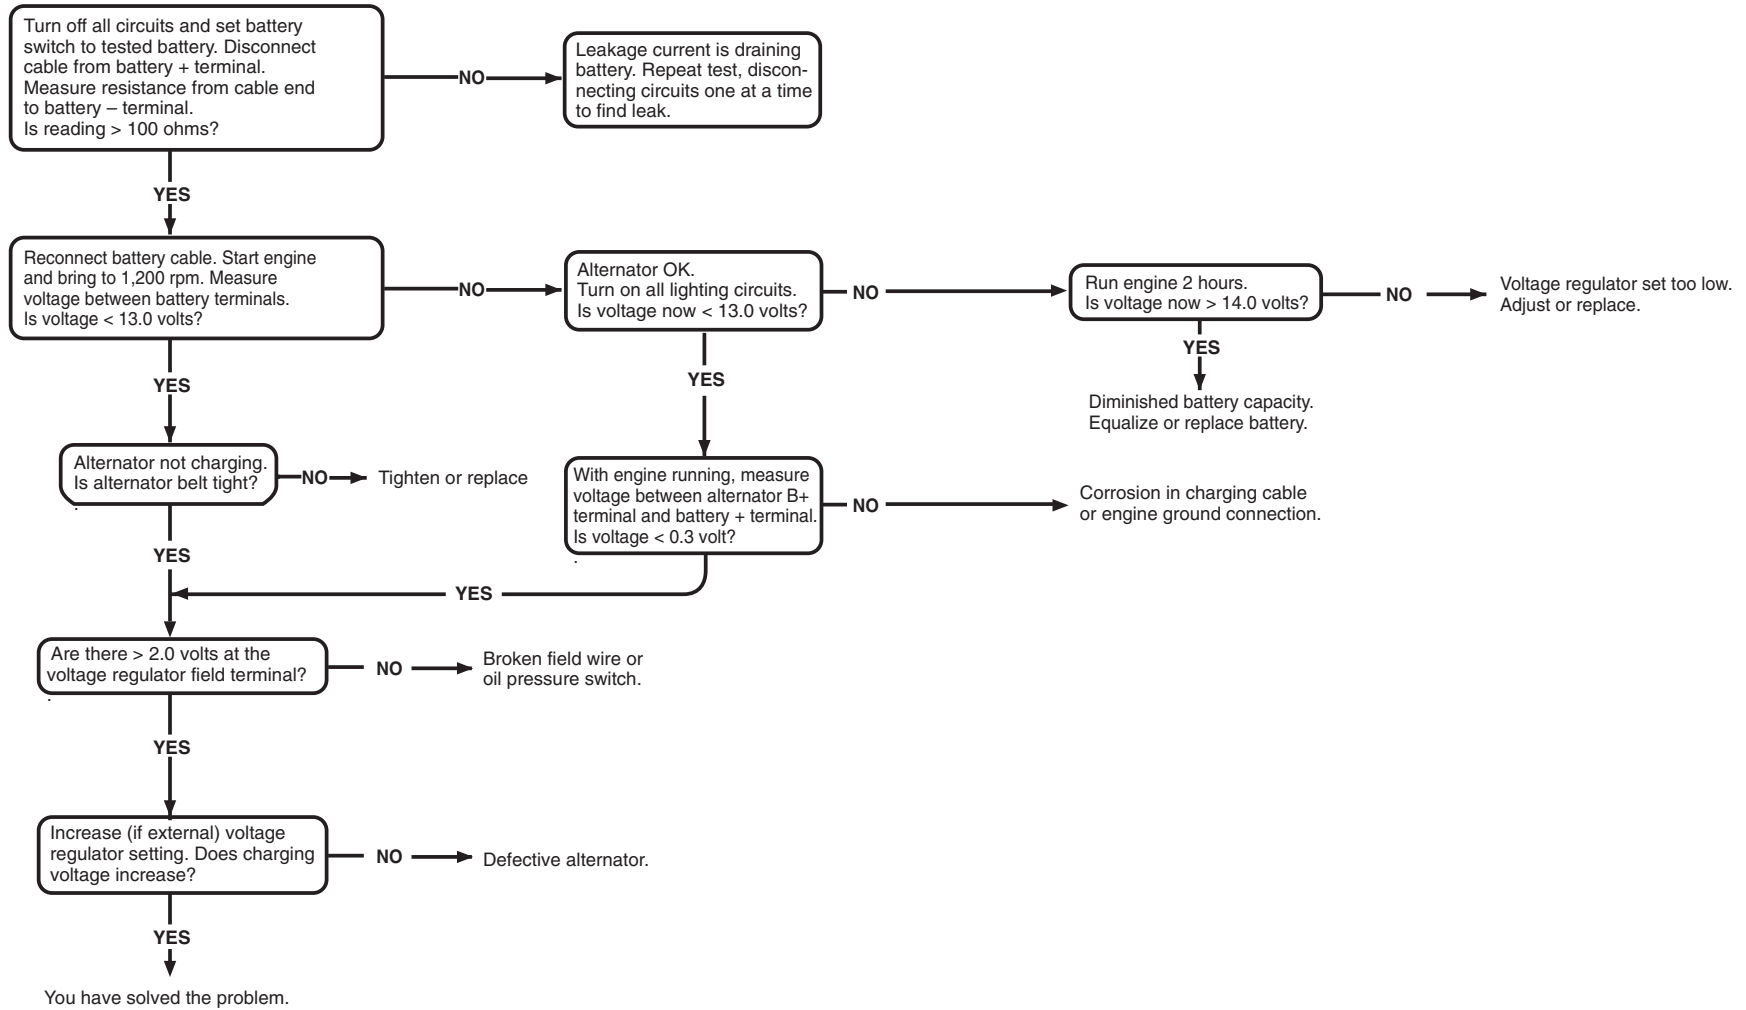 Turn off all circuits and set battery
switch to tested battery. Disconnect
cable from battery + terminal.
Measure resistance from cable end
to battery – terminal.
Is reading > 100 ohms?
NO
Leakage current is draining
battery. Repeat test, discon-
necting circuits one at a time
to find leak.
YES
Reconnect battery cable. Start engine
and bring to 1,200 rpm. Measure
voltage between battery terminals.
Is voltage < 13.0 volts?
NO
Alternator OK.
Turn on all lighting circuits.
Is voltage now < 13.0 volts?
NO
Run engine 2 hours.
Is voltage now > 14.0 volts?
NO
Voltage regulator set too low.
Adjust or replace.
YES
Diminished battery capacity.
Equalize or replace battery.
YES
YES
Alternator not charging.
Is alternator belt tight?
NO
Tighten or replace
With engine running, measure
voltage between alternator B+
terminal and battery + terminal.
Is voltage < 0.3 volt?
NO
Corrosion in charging cable
or engine ground connection.
YES
YES
Are there > 2.0 volts at the
voltage regulator field terminal?
NO
Broken field wire or
oil pressure switch.
YES
Increase (if external) voltage
regulator setting. Does charging
voltage increase?
NO
Defective alternator.
YES
You have solved the problem.